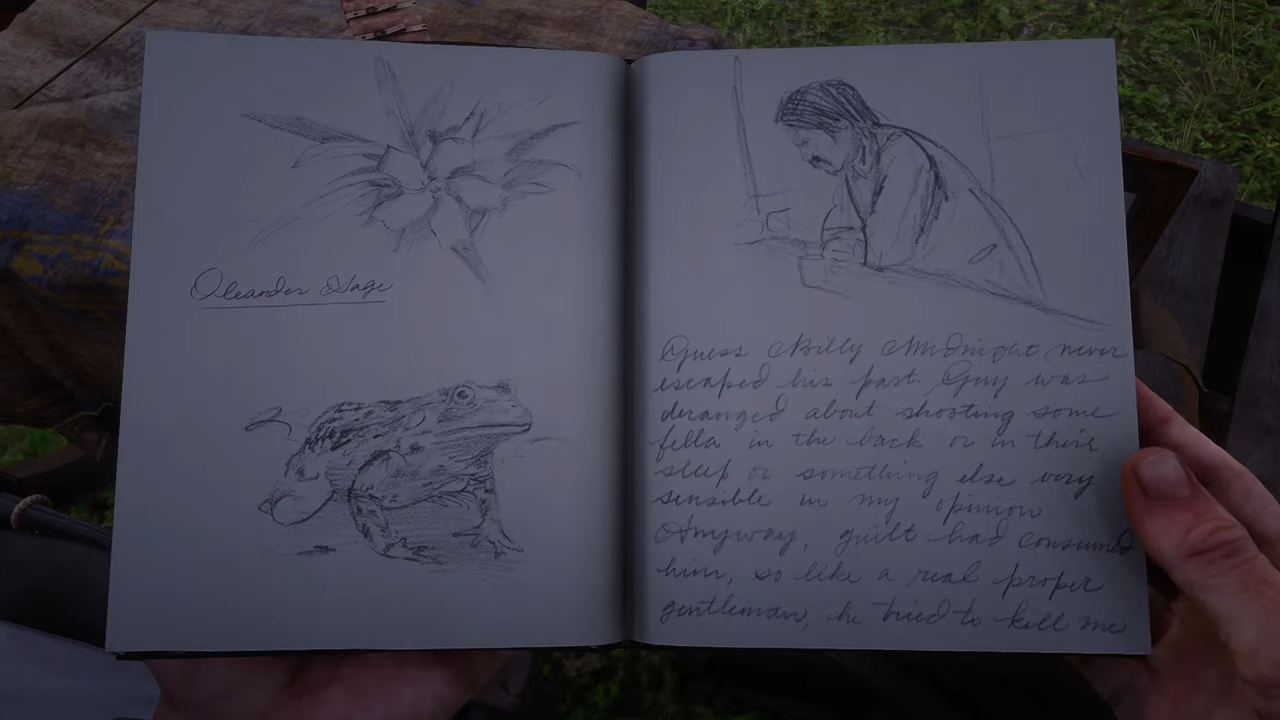 Oleander Sage
Guess Billy Midnight never
escaped his past. Guy was
deranged about shooting some
fella in the back or in their
sleep or something else very
sensible in my opinion
Anyway, guilt had consumed
him, so like a real proper
gentleman, he tried to kill me